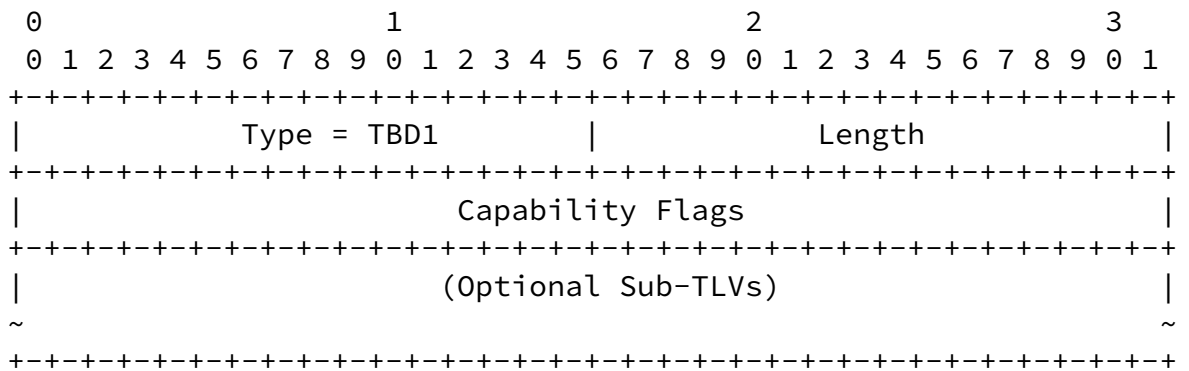 0                   1                   2                   3
 0 1 2 3 4 5 6 7 8 9 0 1 2 3 4 5 6 7 8 9 0 1 2 3 4 5 6 7 8 9 0 1
+-+-+-+-+-+-+-+-+-+-+-+-+-+-+-+-+-+-+-+-+-+-+-+-+-+-+-+-+-+-+-+-+
|            Type = TBD1        |            Length             |
+-+-+-+-+-+-+-+-+-+-+-+-+-+-+-+-+-+-+-+-+-+-+-+-+-+-+-+-+-+-+-+-+
|                        Capability Flags                       |
+-+-+-+-+-+-+-+-+-+-+-+-+-+-+-+-+-+-+-+-+-+-+-+-+-+-+-+-+-+-+-+-+
|                       (Optional Sub-TLVs)                     |
~                                                               ~
+-+-+-+-+-+-+-+-+-+-+-+-+-+-+-+-+-+-+-+-+-+-+-+-+-+-+-+-+-+-+-+-+